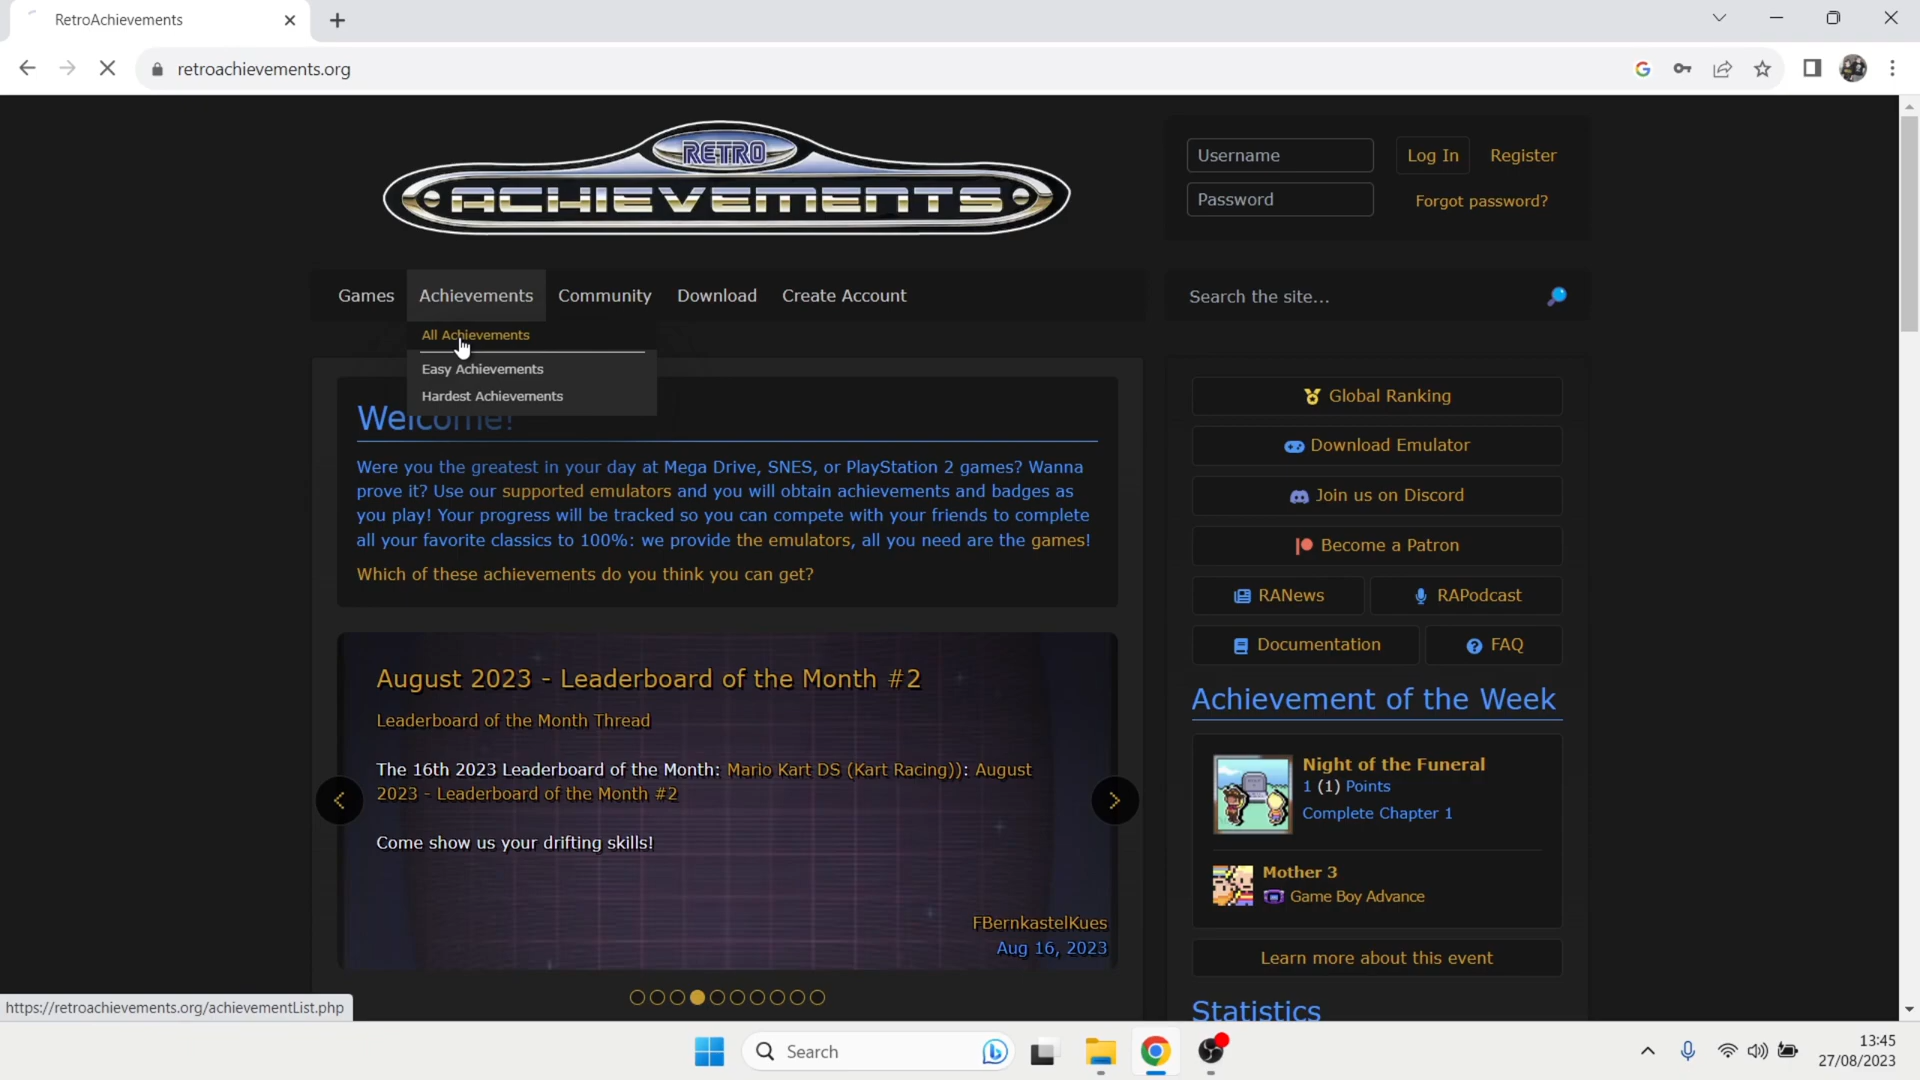 RetroAchievements
retroachievements.org
RETRO
ACHIEVEMENTS
Username
Log In
Register
Password
Forgot password?
Games
Achievements
Community
Download
Create Account
Search the site...
All Achievements
Easy Achievements
Hardest Achievements
Welcome!
Were you the greatest in your day at Mega Drive, SNES, or PlayStation 2 games? Wanna
prove it? Use our supported emulators and you will obtain achievements and badges as
you play! Your progress will be tracked so you can compete with your friends to complete
all your favorite classics to 100%: we provide the emulators, all you need are the games!
Which of these achievements do you think you can get?
August 2023 - Leaderboard of the Month #2
Leaderboard of the Month Thread
The 16th 2023 Leaderboard of the Month: Mario Kart DS (Kart Racing)): August
2023 - Leaderboard of the Month #2
Come show us your drifting skills!
FBernkastelKues
Aug 16, 2023
Global Ranking
Download Emulator
Join us on Discord
Become a Patron
RANews
RAPodcast
Documentation
FAQ
Achievement of the Week
Night of the Funeral
1 (1) Points
Complete Chapter 1
Mother 3
Game Boy Advance
Learn more about this event
Statistics
https://retroachievements.org/achievementList.php
Search
13:45
27/08/2023